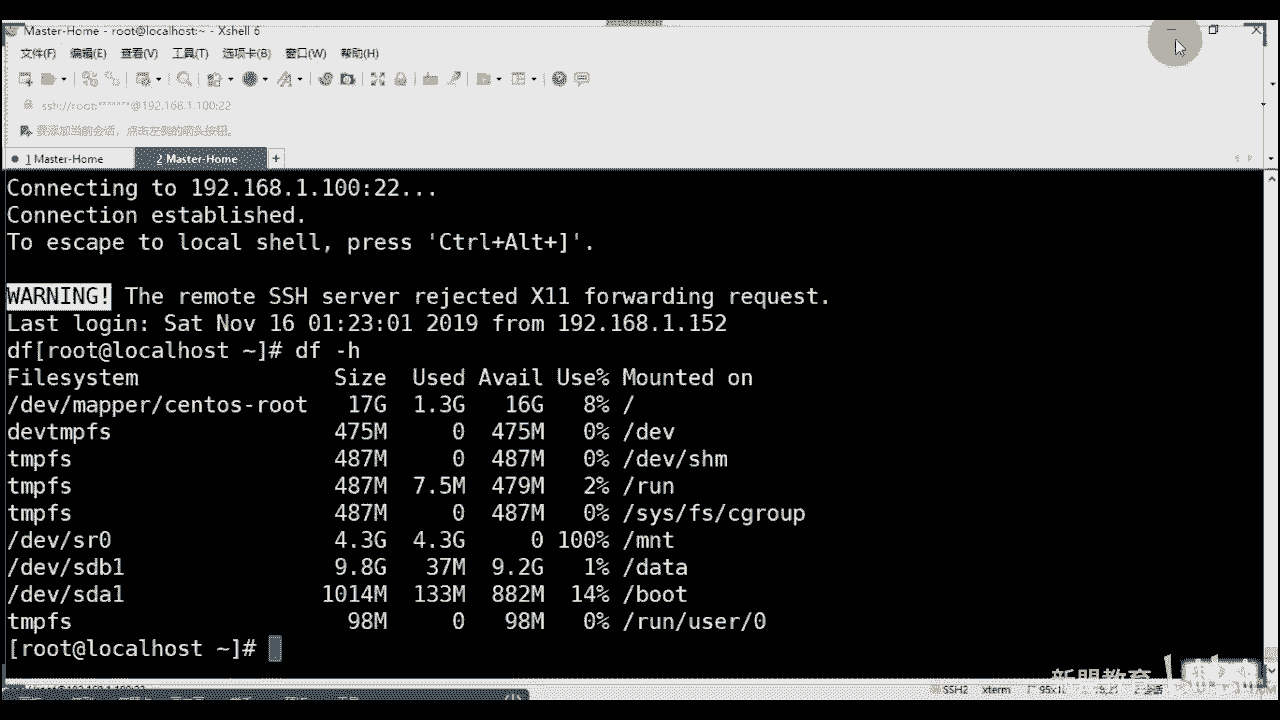 Master-Home - root@localhost:~ - Xshell 6
文件(F) 编辑(E) 查看(V) 工具(T) 选项卡(B) 窗口(W) 帮助(H)
ssh://root:*******@192.168.1.100:22
要添加当前会话，点击左侧的箭头按钮。
1 Master-Home 2 Master-Home +
Connecting to 192.168.1.100:22...
Connection established.
To escape to local shell, press 'Ctrl+Alt+]'.
WARNING! The remote SSH server rejected X11 forwarding request.
Last login: Sat Nov 16 01:23:01 2019 from 192.168.1.152
df[root@localhost ~]# df -h
Filesystem Size Used Avail Use% Mounted on
/dev/mapper/centos-root 17G 1.3G 16G 8% /
devtmpfs 475M 0 475M 0% /dev
tmpfs 487M 0 487M 0% /dev/shm
tmpfs 487M 7.5M 479M 2% /run
tmpfs 487M 0 487M 0% /sys/fs/cgroup
/dev/sr0 4.3G 4.3G 0 100% /mnt
/dev/sdb1 9.8G 37M 9.2G 1% /data
/dev/sda1 1014M 133M 882M 14% /boot
tmpfs 98M 0 98M 0% /run/user/0
[root@localhost ~]#
新盟教育
SSH2 xterm